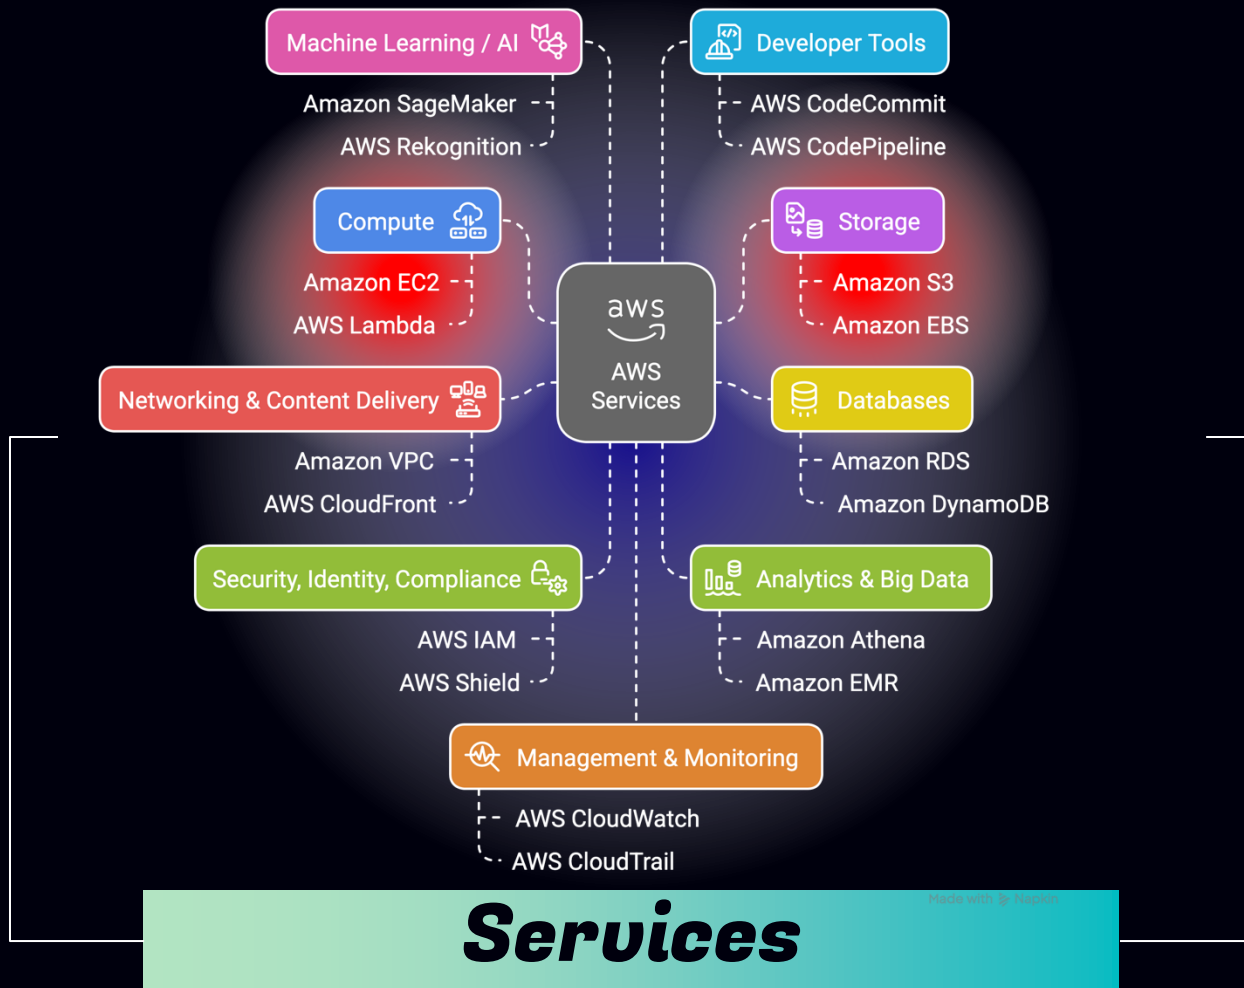 Machine Learning / AI
Amazon SageMaker
AWS Rekognition
Developer Tools
AWS CodeCommit
AWS CodePipeline
Compute
Amazon EC2
AWS Lambda
Storage
Amazon S3
Amazon EBS
aws
AWS
Services
Networking & Content Delivery
Amazon VPC
AWS CloudFront
Databases
Amazon RDS
Amazon DynamoDB
Security, Identity, Compliance
AWS IAM
AWS Shield
Analytics & Big Data
Amazon Athena
Amazon EMR
Management & Monitoring
AWS CloudWatch
AWS CloudTrail
Made with Napkin
Services